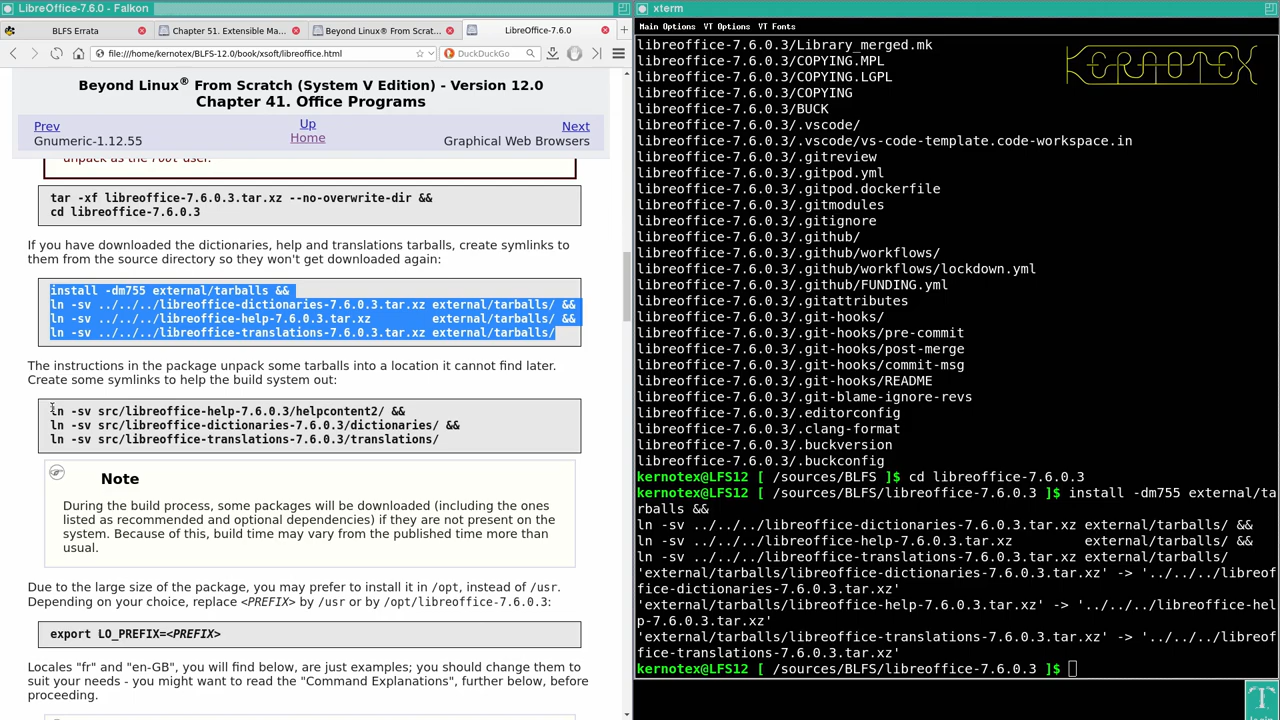 LibreOffice-7.6.0 - Falkon
BLFS Errata
Chapter 51. Extensible Ma
Beyond Linux® From Scrat
LibreOffice-7.6.0
file:///home/kernotex/BLFS-12.0/book/xsoft/libreoffice.html
DuckDuckGo
Beyond Linux® From Scratch (System V Edition) - Version 12.0
Chapter 41. Office Programs
Prev
Up
Next
Gnumeric-1.12.55
Home
Graphical Web Browsers
unpack as the root user.
tar -xf libreoffice-7.6.0.3.tar.xz --no-overwrite-dir &&
cd libreoffice-7.6.0.3
If you have downloaded the dictionaries, help and translations tarballs, create symlinks to
them from the source directory so they won't get downloaded again:
install -dm755 external/tarballs &&
ln -sv ../../../libreoffice-dictionaries-7.6.0.3.tar.xz external/tarballs/ &&
ln -sv ../../../libreoffice-help-7.6.0.3.tar.xz         external/tarballs/ &&
ln -sv ../../../libreoffice-translations-7.6.0.3.tar.xz external/tarballs/
The instructions in the package unpack some tarballs into a location it cannot find later.
Create some symlinks to help the build system out:
ln -sv src/libreoffice-help-7.6.0.3/helpcontent2/ &&
ln -sv src/libreoffice-dictionaries-7.6.0.3/dictionaries/ &&
ln -sv src/libreoffice-translations-7.6.0.3/translations/
Note
During the build process, some packages will be downloaded (including the ones
listed as recommended and optional dependencies) if they are not present on the
system. Because of this, build time may vary from the published time more than
usual.
Due to the large size of the package, you may prefer to install it in /opt, instead of /usr.
Depending on your choice, replace <PREFIX> by /usr or by /opt/libreoffice-7.6.0.3:
export LO_PREFIX=<PREFIX>
Locales "fr" and "en-GB", you will find below, are just examples; you should change them to
suit your needs - you might want to read the "Command Explanations", further below, before
proceeding.
xterm
Main Options VT Options VT Fonts
KERNOTEX
libreoffice-7.6.0.3/Library_merged.mk
libreoffice-7.6.0.3/COPYING.MPL
libreoffice-7.6.0.3/COPYING.LGPL
libreoffice-7.6.0.3/COPYING
libreoffice-7.6.0.3/BUCK
libreoffice-7.6.0.3/.vscode/
libreoffice-7.6.0.3/.vscode/vs-code-template.code-workspace.in
libreoffice-7.6.0.3/.gitreview
libreoffice-7.6.0.3/.gitpod.yml
libreoffice-7.6.0.3/.gitpod.dockerfile
libreoffice-7.6.0.3/.gitmodules
libreoffice-7.6.0.3/.gitignore
libreoffice-7.6.0.3/.github/
libreoffice-7.6.0.3/.github/workflows/
libreoffice-7.6.0.3/.github/workflows/lockdown.yml
libreoffice-7.6.0.3/.github/FUNDING.yml
libreoffice-7.6.0.3/.gitattributes
libreoffice-7.6.0.3/.git-hooks/
libreoffice-7.6.0.3/.git-hooks/pre-commit
libreoffice-7.6.0.3/.git-hooks/post-merge
libreoffice-7.6.0.3/.git-hooks/commit-msg
libreoffice-7.6.0.3/.git-hooks/README
libreoffice-7.6.0.3/.git-blame-ignore-revs
libreoffice-7.6.0.3/.editorconfig
libreoffice-7.6.0.3/.clang-format
libreoffice-7.6.0.3/.buckversion
libreoffice-7.6.0.3/.buckconfig
kernotex@LFS12 [ /sources/BLFS ]$ cd libreoffice-7.6.0.3
kernotex@LFS12 [ /sources/BLFS/libreoffice-7.6.0.3 ]$ install -dm755 external/ta
rballs &&
ln -sv ../../../libreoffice-dictionaries-7.6.0.3.tar.xz external/tarballs/ &&
ln -sv ../../../libreoffice-help-7.6.0.3.tar.xz         external/tarballs/ &&
ln -sv ../../../libreoffice-translations-7.6.0.3.tar.xz external/tarballs/
'external/tarballs/libreoffice-dictionaries-7.6.0.3.tar.xz' -> '../../../libreof
fice-dictionaries-7.6.0.3.tar.xz'
'external/tarballs/libreoffice-help-7.6.0.3.tar.xz' -> '../../../libreoffice-hel
p-7.6.0.3.tar.xz'
'external/tarballs/libreoffice-translations-7.6.0.3.tar.xz' -> '../../../libreof
fice-translations-7.6.0.3.tar.xz'
kernotex@LFS12 [ /sources/BLFS/libreoffice-7.6.0.3 ]$